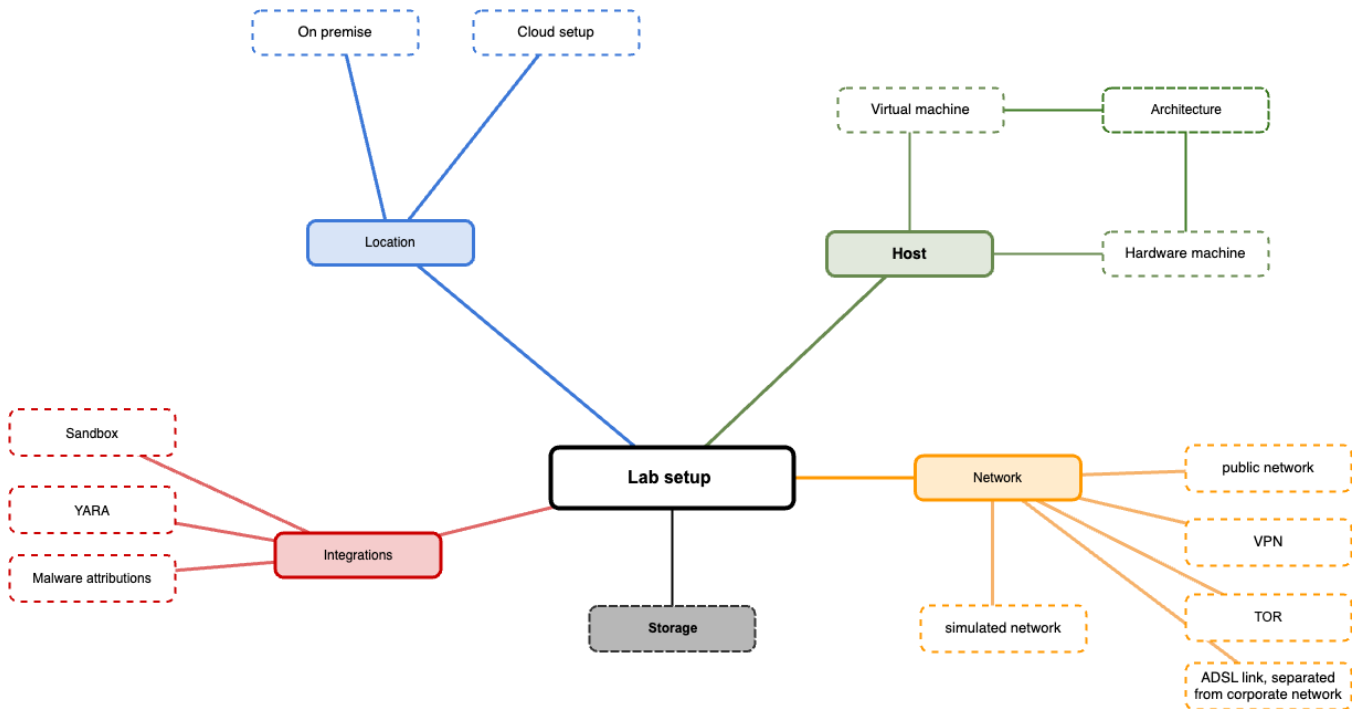 On premise
Cloud setup
Virtual machine
Architecture
Location
Host
Hardware machine
Sandbox
YARA
Malware attributions
Integrations
Lab setup
Storage
Network
simulated network
public network
VPN
TOR
ADSL link, separated
from corporate network